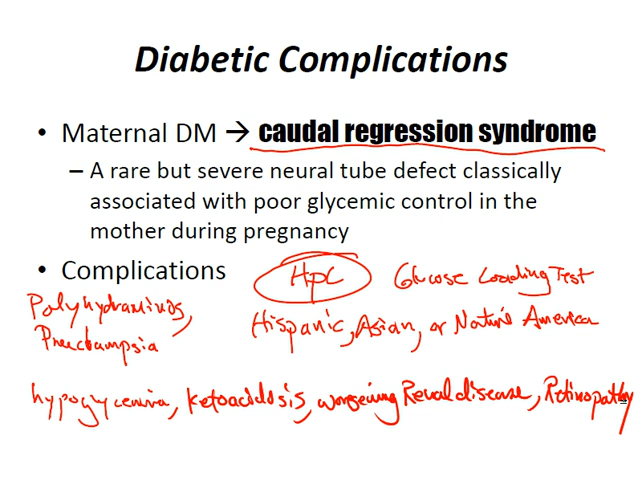 Diabetic Complications
• Maternal DM → caudal regression syndrome
– A rare but severe neural tube defect classically
associated with poor glycemic control in the
mother during pregnancy
• Complications HPL Glucose Loading Test
Polyhydraminos,
Preeclampsia
Hispanic, Asian, or Native America
hypoglycemia, Ketoacidosis, worsening Renal disease, Retinopathy